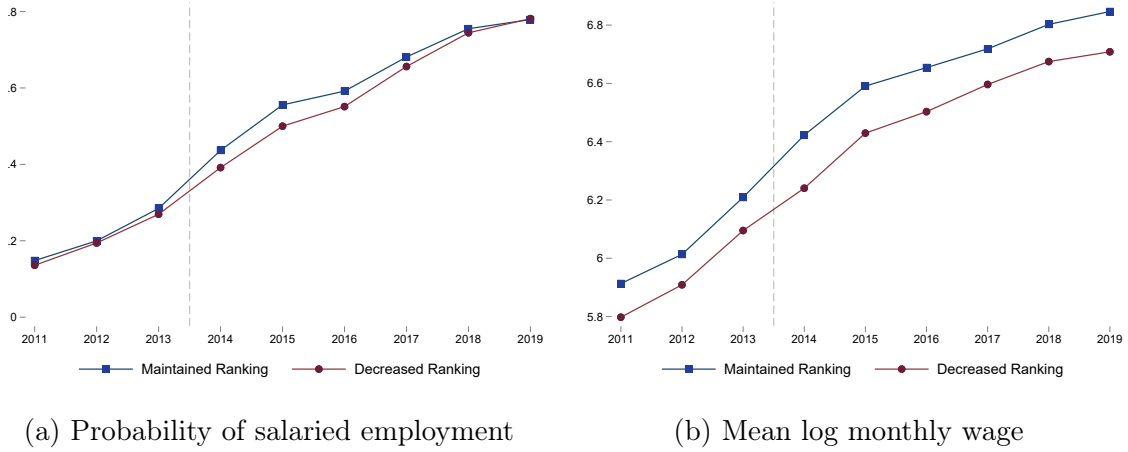 .8
.6
.4
.2
0
2011 2012 2013 2014 2015 2016 2017 2018 2019
Maintained Ranking Decreased Ranking
(a) Probability of salaried employment
6.8
6.6
6.4
6.2
6
5.8
2011 2012 2013 2014 2015 2016 2017 2018 2019
Maintained Ranking Decreased Ranking
(b) Mean log monthly wage